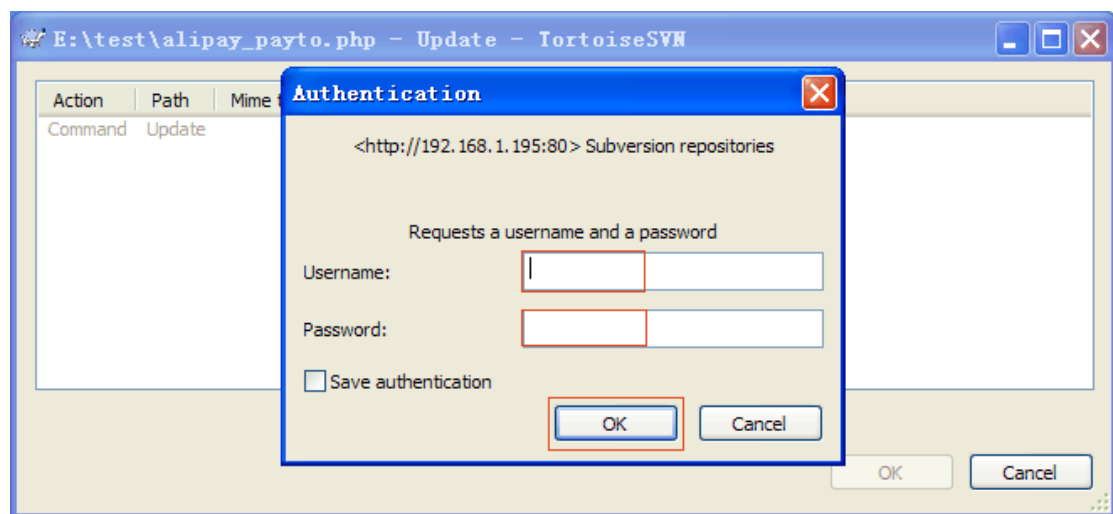 E:\test\alipay_payto.php - Update - TortoiseSVN
Authentication
Action Path Mime t
Command Update
<http://192.168.1.195:80> Subversion repositories
Requests a username and a password
Username:
Password:
Save authentication
OK Cancel
OK Cancel